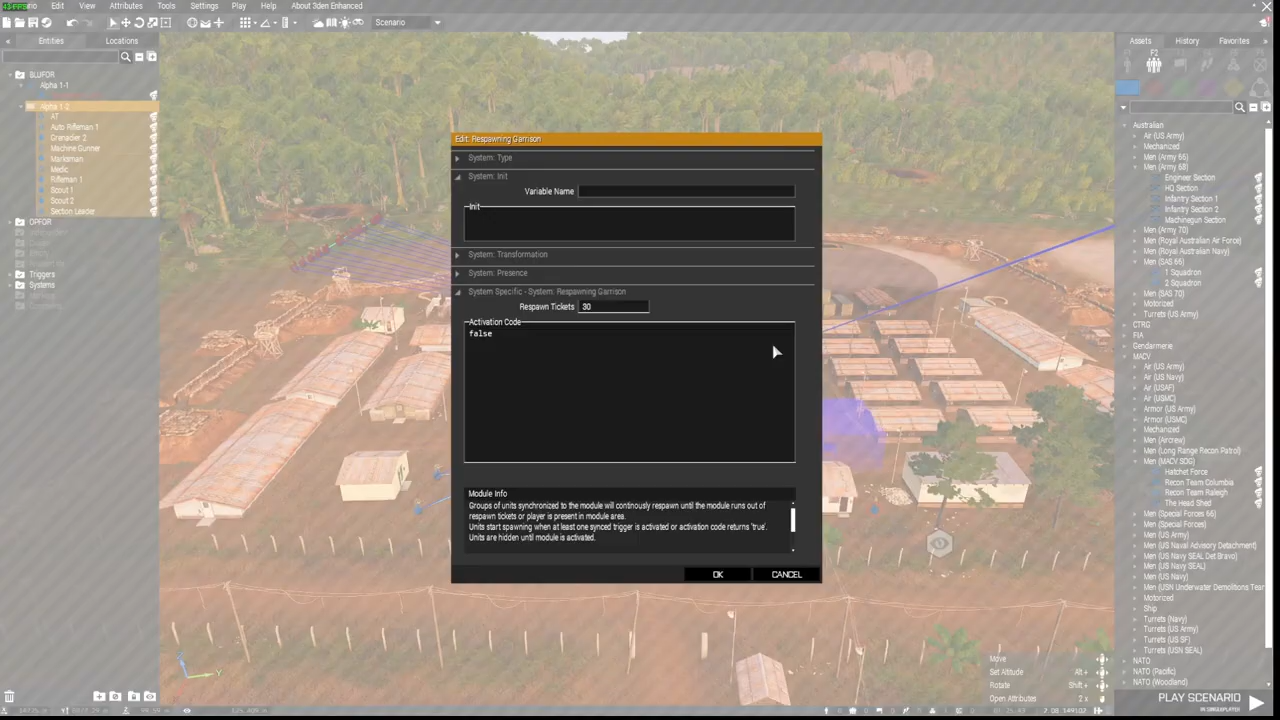 Edit
View
Attributes
Tools
Settings
Play
Help
About 3den Enhanced
Scenario
Entities
Locations
BLUFOR
Alpha 1-1
Alpha 1-2
AT
Auto Rifleman 1
Grenadier 2
Machine Gunner
Marksman
Medic
Rifleman 1
Scout 1
Scout 2
Section Leader
OPFOR
Triggers
Systems
Edit: Respawning Garrison
System: Type
System: Init
Variable Name
Init
System: Transformation
System: Presence
System Specific - System: Respawning Garrison
Respawn Tickets
30
Activation Code
false
Module Info
Groups of units synchronized to the module will continously respawn until the module runs out of
respawn tickets or player is present in module area.
Units start spawning when at least one synced trigger is activated or activation code returns 'true'.
Units are hidden until module is activated.
OK
CANCEL
Assets
History
Favorites
F2
Australian
Air (US Army)
Mechanized
Men (Army 66)
Men (Army 68)
Engineer Section
HQ Section
Infantry Section 1
Infantry Section 2
Machinegun Section
Men (Army 70)
Men (Royal Australian Air Force)
Men (Royal Australian Navy)
Men (SAS 66)
1 Squadron
2 Squadron
Men (SAS 70)
Motorized
Turrets (US Army)
CTRG
FIA
Gendarmerie
MACV
Air (US Army)
Air (US Navy)
Air (USAF)
Air (USMC)
Armor (US Army)
Armor (USMC)
Mechanized
Men (Aircrew)
Men (Long Range Recon Patrol)
Men (MACV SOG)
Hatchet Force
Recon Team Columbia
Recon Team Raleigh
The Head Shed
Men (Special Forces 66)
Men (Special Forces)
Men (US Army)
Men (US Naval Advisory Detachment)
Men (US Navy SEAL Det Bravo)
Men (US Navy SEAL)
Men (US Navy)
Men (USN Underwater Demolitions Tear
Motorized
Ship
Turrets (Navy)
Turrets (US Army)
Turrets (US SF)
Turrets (USN SEAL)
NATO
NATO (Pacific)
NATO (Woodland)
Move
Set Altitude
Alt +
Rotate
Shift +
Open Attributes
2 x
PLAY SCENARIO